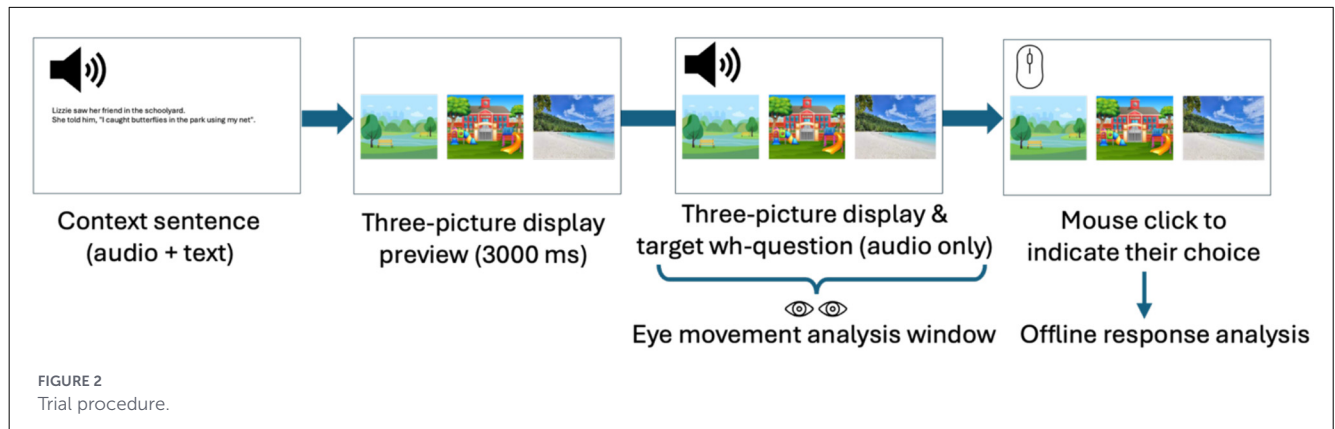 Lizzie saw her friend in the schoolyard.
She told him, "I caught butterflies in the park using my net".
Context sentence
(audio + text)
Three-picture display
preview (3000 ms)
Three-picture display &
target wh-question (audio only)
Eye movement analysis window
Mouse click to
indicate their choice
Offline response analysis
FIGURE 2
Trial procedure.